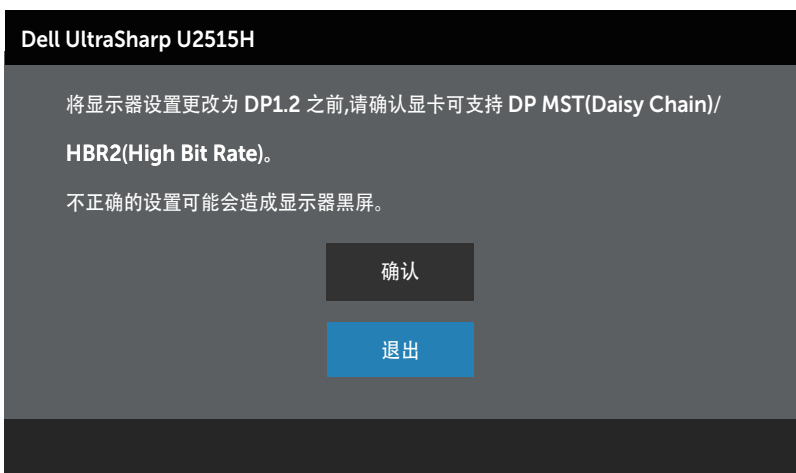 Dell UltraSharp U2515H
将显示器设置更改为 DP1.2 之前,请确认显卡可支持 DP MST(Daisy Chain)/
HBR2(High Bit Rate)。
不正确的设置可能会造成显示器黑屏。
确认
退出